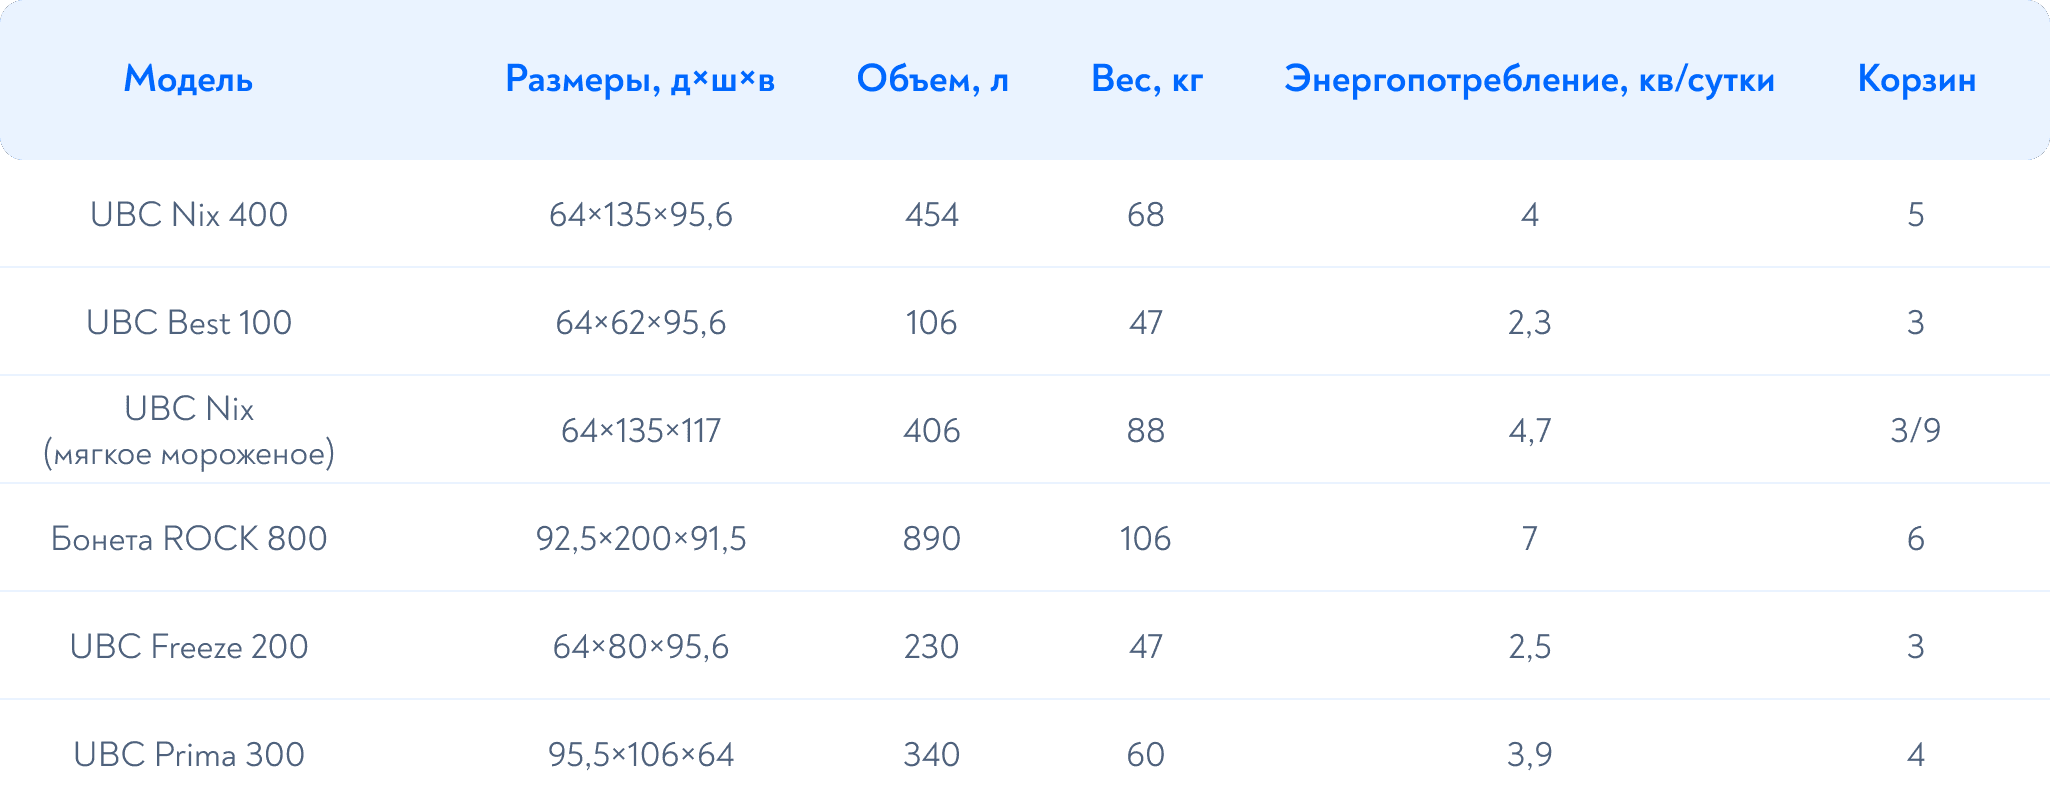 Модель Размеры, д×ш×в Объем, л Вес, кг Энергопотребление, кв/сутки Корзин
UBC Nix 400 64×135×95,6 454 68 4 5
UBC Best 100 64×62×95,6 106 47 2,3 3
UBC Nix
(мягкое мороженое) 64×135×117 406 88 4,7 3/9
Бонета ROCK 800 92,5×200×91,5 890 106 7 6
UBC Freeze 200 64×80×95,6 230 47 2,5 3
UBC Prima 300 95,5×106×64 340 60 3,9 4